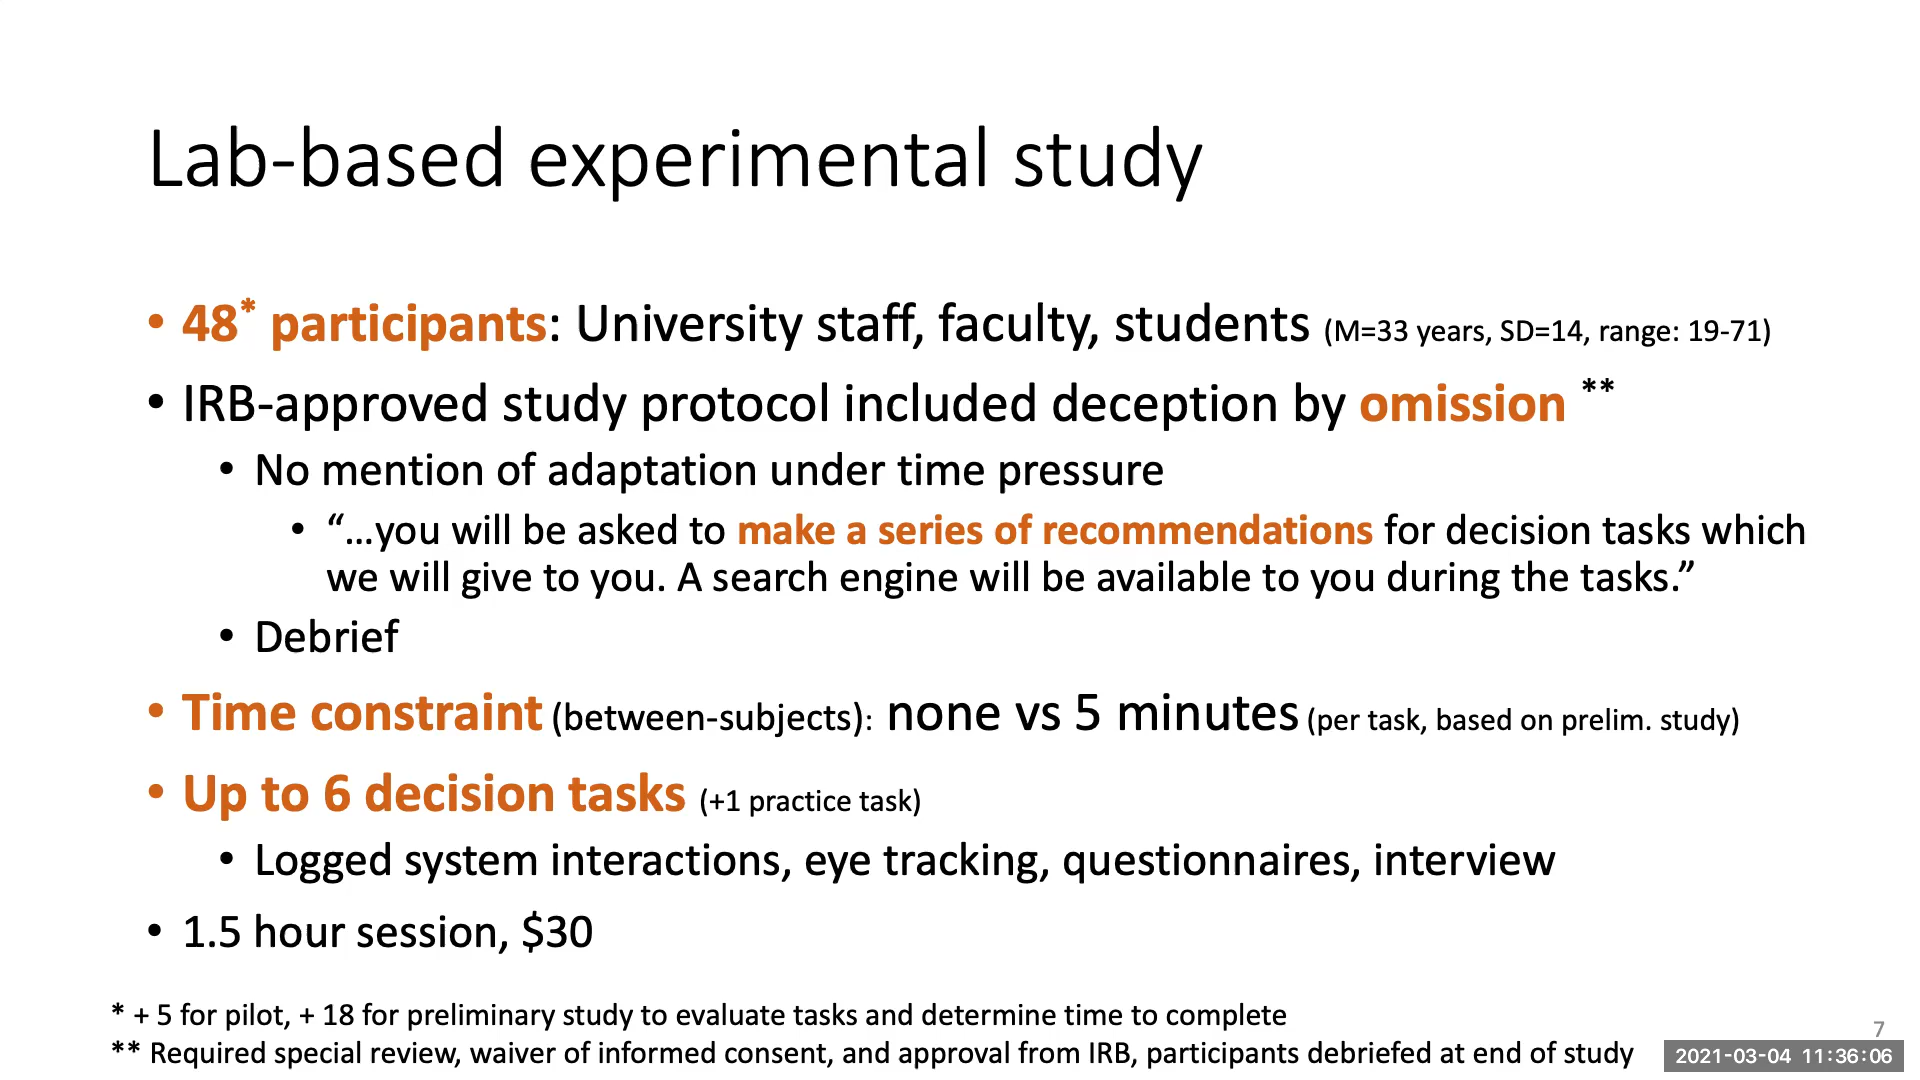 Lab-based experimental study
• 48* participants: University staff, faculty, students (M=33 years, SD=14, range: 19-71)
• IRB-approved study protocol included deception by omission **
• No mention of adaptation under time pressure
• “…you will be asked to make a series of recommendations for decision tasks which
we will give to you. A search engine will be available to you during the tasks.”
• Debrief
• Time constraint (between-subjects): none vs 5 minutes (per task, based on prelim. study)
• Up to 6 decision tasks (+1 practice task)
• Logged system interactions, eye tracking, questionnaires, interview
• 1.5 hour session, $30
* + 5 for pilot, + 18 for preliminary study to evaluate tasks and determine time to complete
** Required special review, waiver of informed consent, and approval from IRB, participants debriefed at end of study
7
2021-03-04 11:36:06